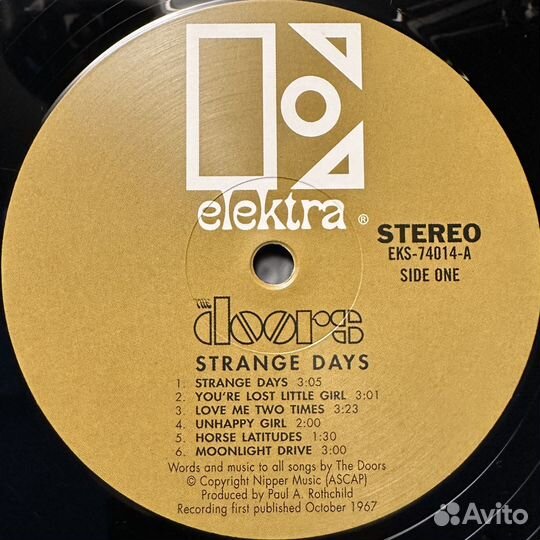 elektra ®
STEREO
EKS-74014-A
SIDE ONE
THE doors
STRANGE DAYS
1. STRANGE DAYS 3:05
2. YOU'RE LOST LITTLE GIRL 3:01
3. LOVE ME TWO TIMES 3:23
4. UNHAPPY GIRL 2:00
5. HORSE LATITUDES 1:30
6. MOONLIGHT DRIVE 3:00
Words and music to all songs by The Doors
© Copyright Nipper Music (ASCAP)
Produced by Paul A. Rothchild
Recording first published October 1967
Avito